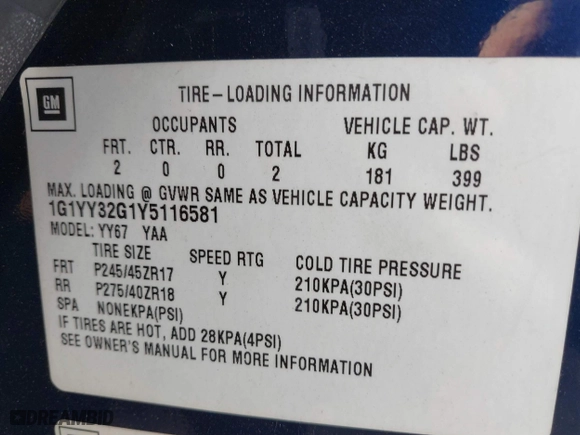 GM
TIRE-LOADING INFORMATION
OCCUPANTS VEHICLE CAP. WT.
FRT. CTR. RR. TOTAL KG LBS
2 0 0 2 181 399
MAX. LOADING @ GVWR SAME AS VEHICLE CAPACITY WEIGHT.
1G1YY32G1Y5116581
MODEL: YY67 YAA
TIRE SIZE SPEED RTG COLD TIRE PRESSURE
FRT P245/45ZR17 Y 210KPA(30PSI)
RR P275/40ZR18 Y 210KPA(30PSI)
SPA NONEKPA(PSI)
IF TIRES ARE HOT, ADD 28KPA(4PSI)
SEE OWNER'S MANUAL FOR MORE INFORMATION
DREAMBID